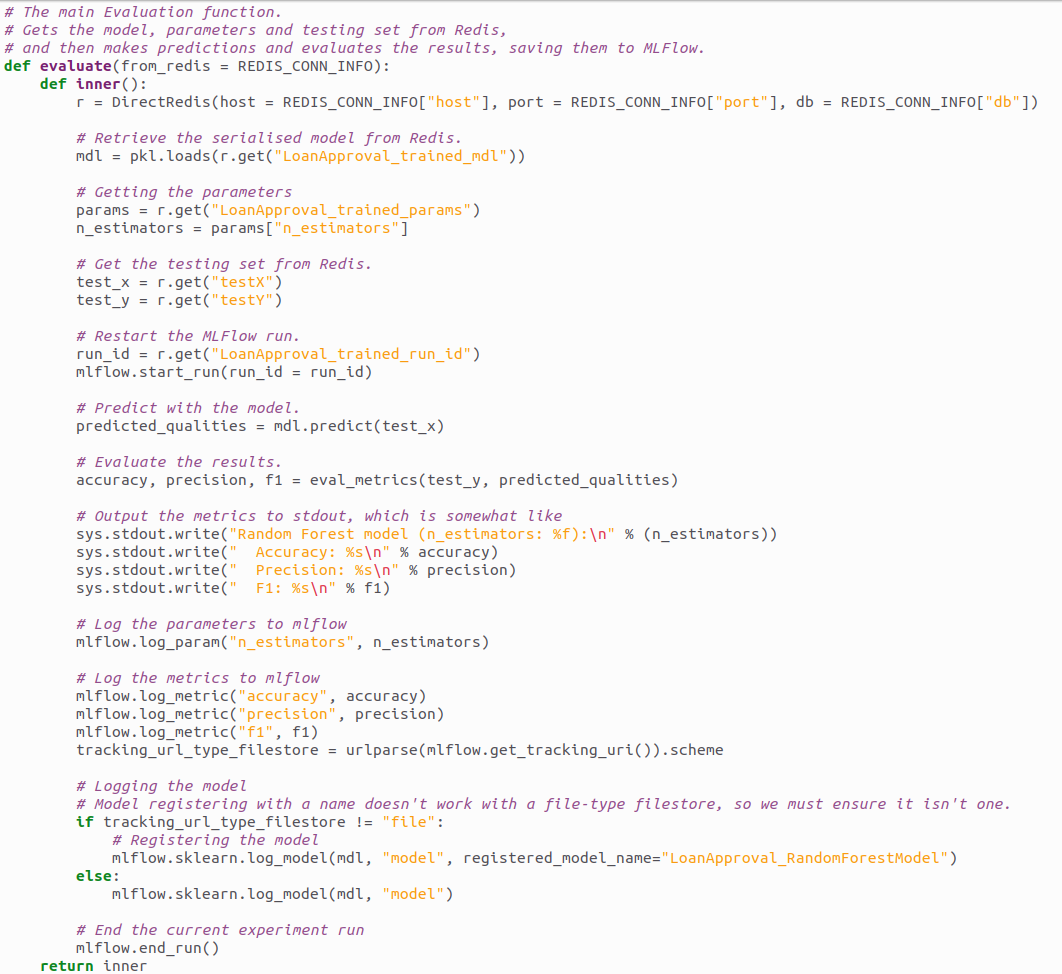 # The main Evaluation function.
# Gets the model, parameters and testing set from Redis,
# and then makes predictions and evaluates the results, saving them to MLFlow.
def evaluate(from_redis = REDIS_CONN_INFO):
    def inner():
        r = DirectRedis(host = REDIS_CONN_INFO["host"], port = REDIS_CONN_INFO["port"], db = REDIS_CONN_INFO["db"])

        # Retrieve the serialised model from Redis.
        mdl = pkl.loads(r.get("LoanApproval_trained_mdl"))

        # Getting the parameters
        params = r.get("LoanApproval_trained_params")
        n_estimators = params["n_estimators"]

        # Get the testing set from Redis.
        test_x = r.get("testX")
        test_y = r.get("testY")

        # Restart the MLFlow run.
        run_id = r.get("LoanApproval_trained_run_id")
        mlflow.start_run(run_id = run_id)

        # Predict with the model.
        predicted_qualities = mdl.predict(test_x)

        # Evaluate the results.
        accuracy, precision, f1 = eval_metrics(test_y, predicted_qualities)

        # Output the metrics to stdout, which is somewhat like
        sys.stdout.write("Random Forest model (n_estimators: %f):\n" % (n_estimators))
        sys.stdout.write("  Accuracy: %s\n" % accuracy)
        sys.stdout.write("  Precision: %s\n" % precision)
        sys.stdout.write("  F1: %s\n" % f1)

        # Log the parameters to mlflow
        mlflow.log_param("n_estimators", n_estimators)

        # Log the metrics to mlflow
        mlflow.log_metric("accuracy", accuracy)
        mlflow.log_metric("precision", precision)
        mlflow.log_metric("f1", f1)
        tracking_url_type_filestore = urlparse(mlflow.get_tracking_uri()).scheme

        # Logging the model
        # Model registering with a name doesn't work with a file-type filestore, so we must ensure it isn't one.
        if tracking_url_type_filestore != "file":
            # Registering the model
            mlflow.sklearn.log_model(mdl, "model", registered_model_name="LoanApproval_RandomForestModel")
        else:
            mlflow.sklearn.log_model(mdl, "model")

        # End the current experiment run
        mlflow.end_run()
    return inner